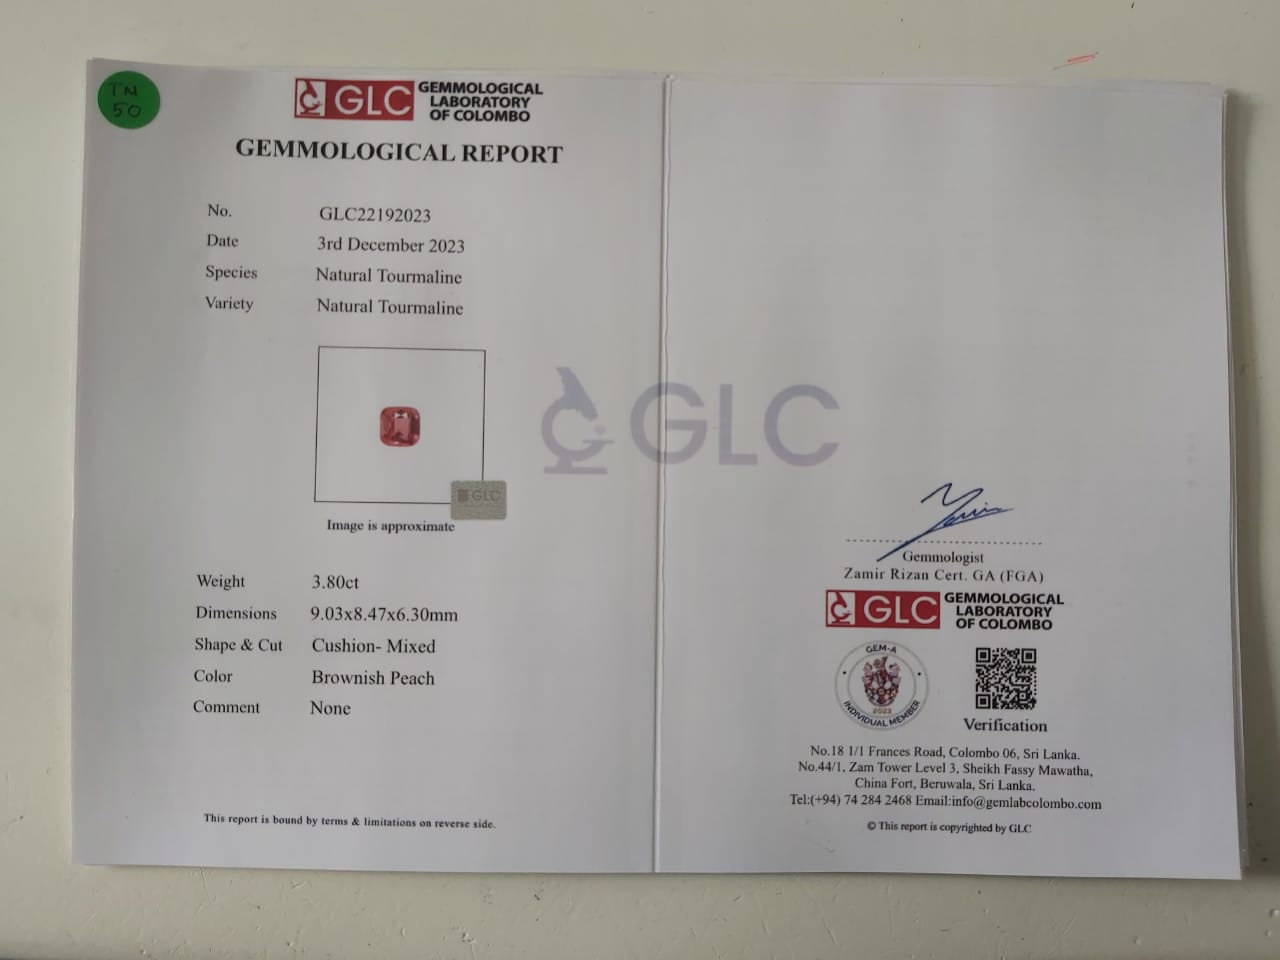 TN
50
GLC GEMMOLOGICAL
LABORATORY
OF COLOMBO
GEMMOLOGICAL REPORT
No. GLC22192023
Date 3rd December 2023
Species Natural Tourmaline
Variety Natural Tourmaline
GLC
Image is approximate
GLC
Weight 3.80ct
Dimensions 9.03x8.47x6.30mm
Shape & Cut Cushion- Mixed
Color Brownish Peach
Comment None
This report is bound by terms & limitations on reverse side.
Gemmologist
Zamir Rizan Cert. GA (FGA)
GLC GEMMOLOGICAL
LABORATORY
OF COLOMBO
GEM-A
2023
INDIVIDUAL MEMBER
Verification
No.18 1/1 Frances Road, Colombo 06, Sri Lanka.
No.44/1, Zam Tower Level 3, Sheikh Fassy Mawatha,
China Fort, Beruwala, Sri Lanka.
Tel:(+94) 74 284 2468 Email:info@gemlabcolombo.com
© This report is copyrighted by GLC